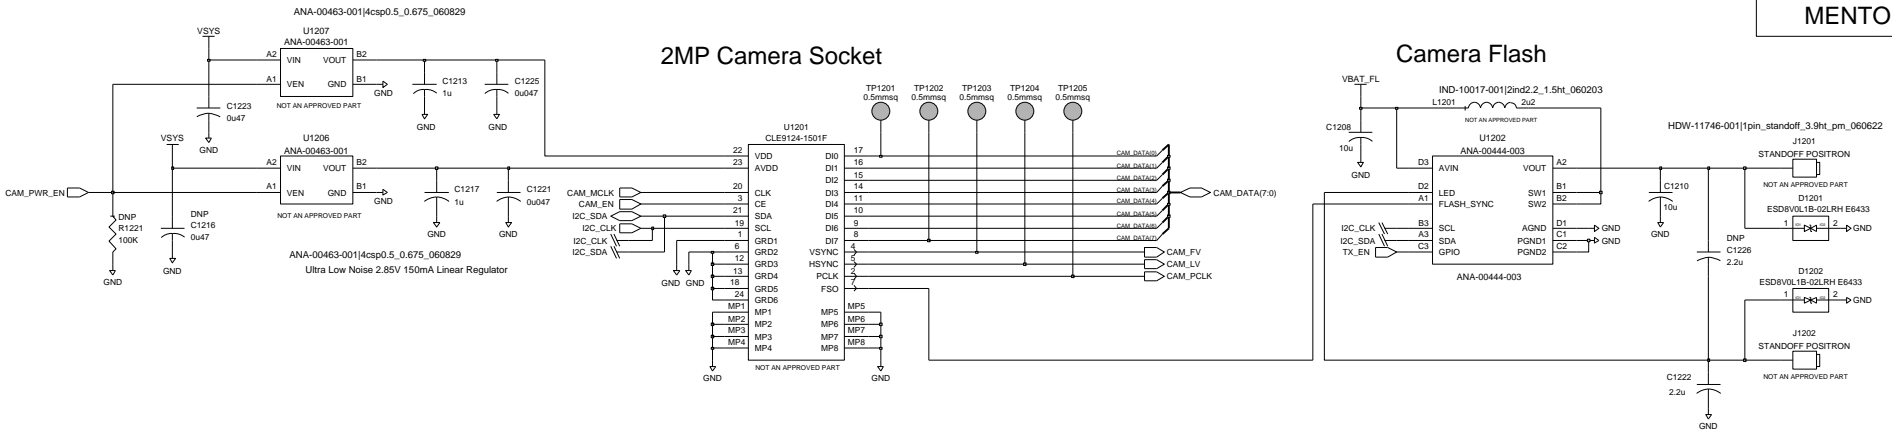 MENTO
ANA-00463-001|4csp0.5_0.675_060829
VSYS
U1207
ANA-00463-001
A2 VIN VOUT B2
A1 VEN GND B1
GND
NOT AN APPROVED PART
C1223
0u47
GND
C1213
1u
GND
C1225
0u047
GND
VSYS
U1206
ANA-00463-001
A2 VIN VOUT B2
A1 VEN GND B1
GND
NOT AN APPROVED PART
CAM_PWR_EN
DNP
R1221
100K
GND
DNP
C1216
0u47
GND
C1217
1u
GND
C1221
0u047
GND
ANA-00463-001|4csp0.5_0.675_060829
Ultra Low Noise 2.85V 150mA Linear Regulator
2MP Camera Socket
TP1201
0.5mmsq
TP1202
0.5mmsq
TP1203
0.5mmsq
TP1204
0.5mmsq
TP1205
0.5mmsq
U1201
CLE9124-1501F
22 VDD DI0 17 CAM_DATA(0)
23 AVDD DI1 16 CAM_DATA(1)
DI2 15 CAM_DATA(2)
CAM_MCLK 20 CLK DI3 14 CAM_DATA(3)
CAM_EN 3 CE DI4 11 CAM_DATA(4)
I2C_SDA 21 SDA DI5 10 CAM_DATA(5)
I2C_CLK 19 SCL DI6 9 CAM_DATA(6)
I2C_CLK 1 GRD1 DI7 8 CAM_DATA(7)
I2C_SDA 6 GRD2 VSYNC 4 CAM_FV
12 GRD3 HSYNC 5 CAM_LV
13 GRD4 PCLK 2 CAM_PCLK
18 GRD5 FSO 7
24 GRD6
MP1 MP1 MP5 MP5
MP2 MP2 MP6 MP6
MP3 MP3 MP7 MP7
MP4 MP4 MP8 MP8
GND GND
GND
GND
NOT AN APPROVED PART
CAM_DATA(7:0)
Camera Flash
VBAT_FL
IND-10017-001|2ind2.2_1.5ht_060203
L1201 2u2
NOT AN APPROVED PART
C1208
10u
GND
U1202
ANA-00444-003
D3 AVIN VOUT A2
D2 LED SW1 B1
A1 FLASH_SYNC SW2 B2
I2C_CLK B3 SCL AGND D1 GND
I2C_SDA A3 SDA PGND1 C1 GND
TX_EN C3 GPIO PGND2 C2
ANA-00444-003
HDW-11746-001|1pin_standoff_3.9ht_pm_060622
J1201
STANDOFF POSITRON
NOT AN APPROVED PART
C1210
10u
GND
D1201
ESD8V0L1B-02LRH E6433
1 2 GND
DNP
C1226
2.2u
D1202
ESD8V0L1B-02LRH E6433
1 2 GND
J1202
STANDOFF POSITRON
NOT AN APPROVED PART
C1222
2.2u
GND